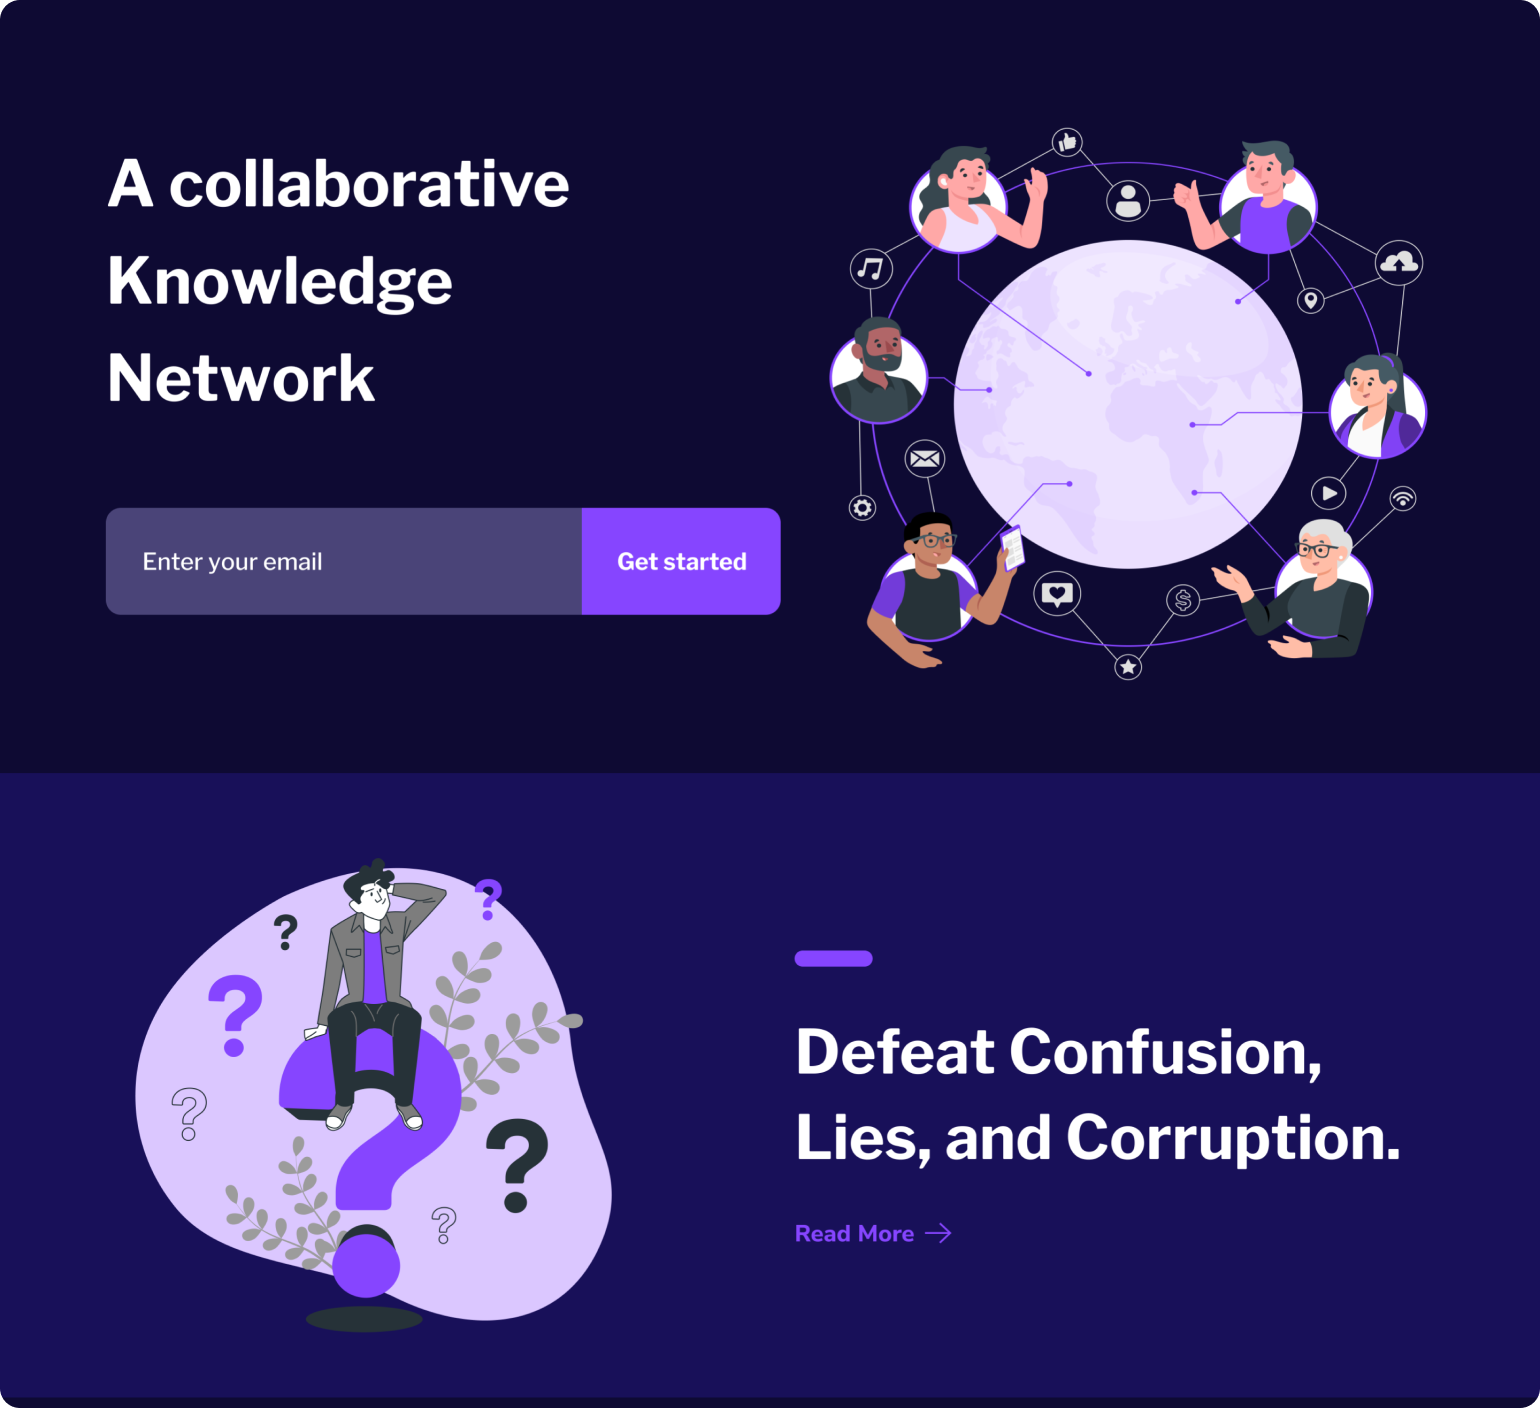 A collaborative
Knowledge
Network
Enter your email
Get started
Defeat Confusion,
Lies, and Corruption.
Read More